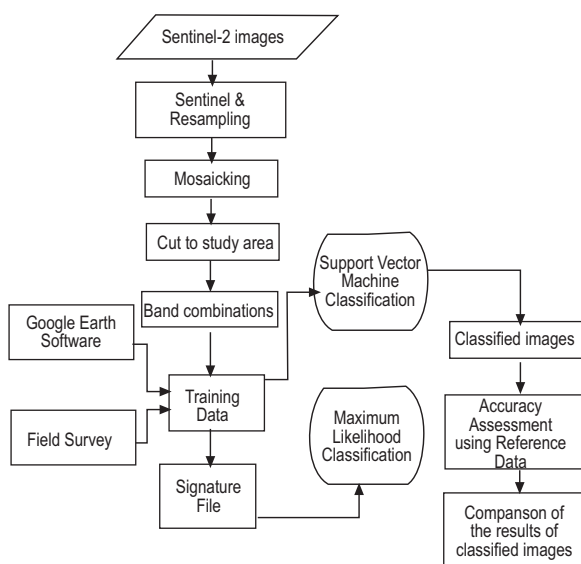 Sentinel-2 images
Sentinel &
Resampling
Mosaicking
Cut to study area
Band combinations
Google Earth
Software
Field Survey
Training
Data
Signature
File
Support Vector
Machine
Classification
Maximum
Likelihood
Classification
Classified images
Accuracy
Assessment
using Reference
Data
Companson of
the results of
classified images